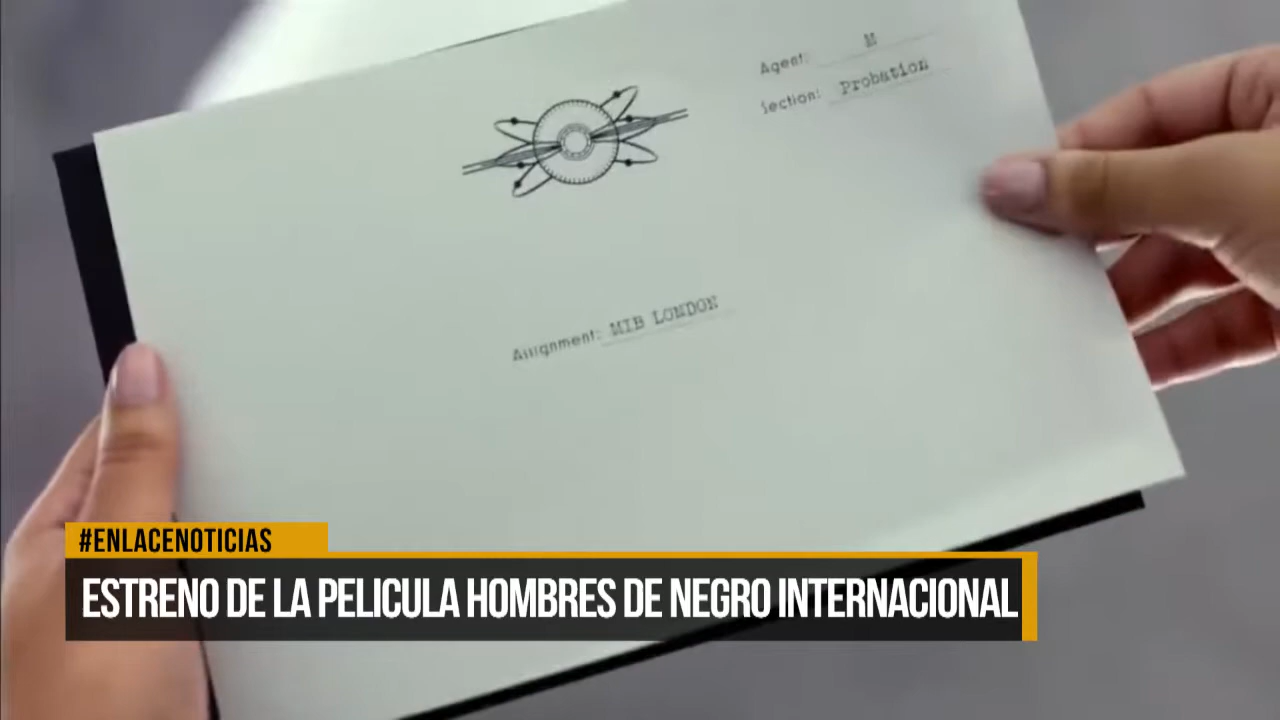 Agent: M
Section: Probation
Assignment: MIB LONDON
#ENLACENOTICIAS
ESTRENO DE LA PELICULA HOMBRES DE NEGRO INTERNACIONAL